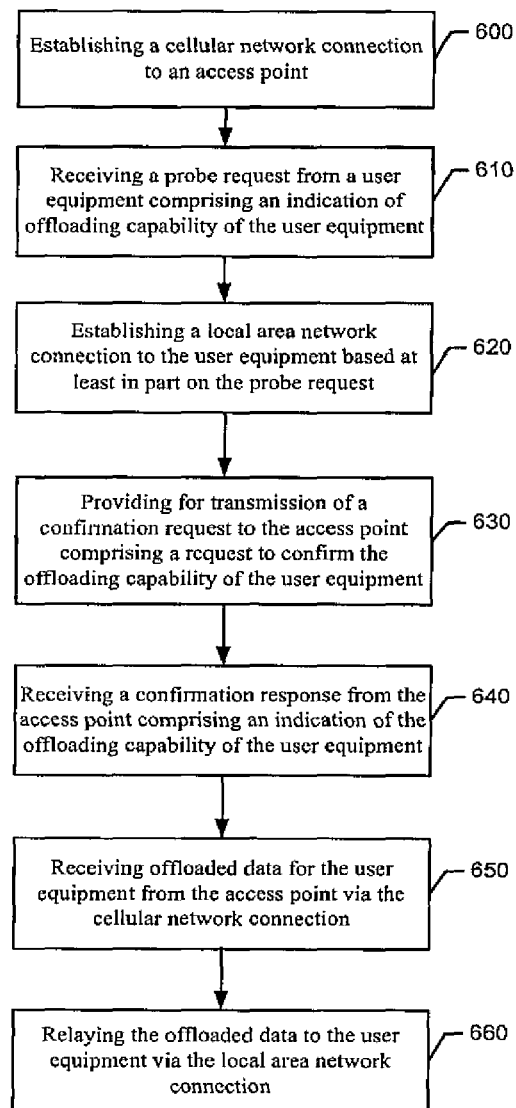 Establishing a cellular network connection
to an access point
600
Receiving a probe request from a user
equipment comprising an indication of
offloading capability of the user equipment
610
Establishing a local area network
connection to the user equipment based at
least in part on the probe request
620
Providing for transmission of a
confirmation request to the access point
comprising a request to confirm the
offloading capability of the user equipment
630
Receiving a confirmation response from the
access point comprising an indication of the
offloading capability of the user equipment
640
Receiving offloaded data for the user
equipment from the access point via the
cellular network connection
650
Relaying the offloaded data to the user
equipment via the local area network
connection
660